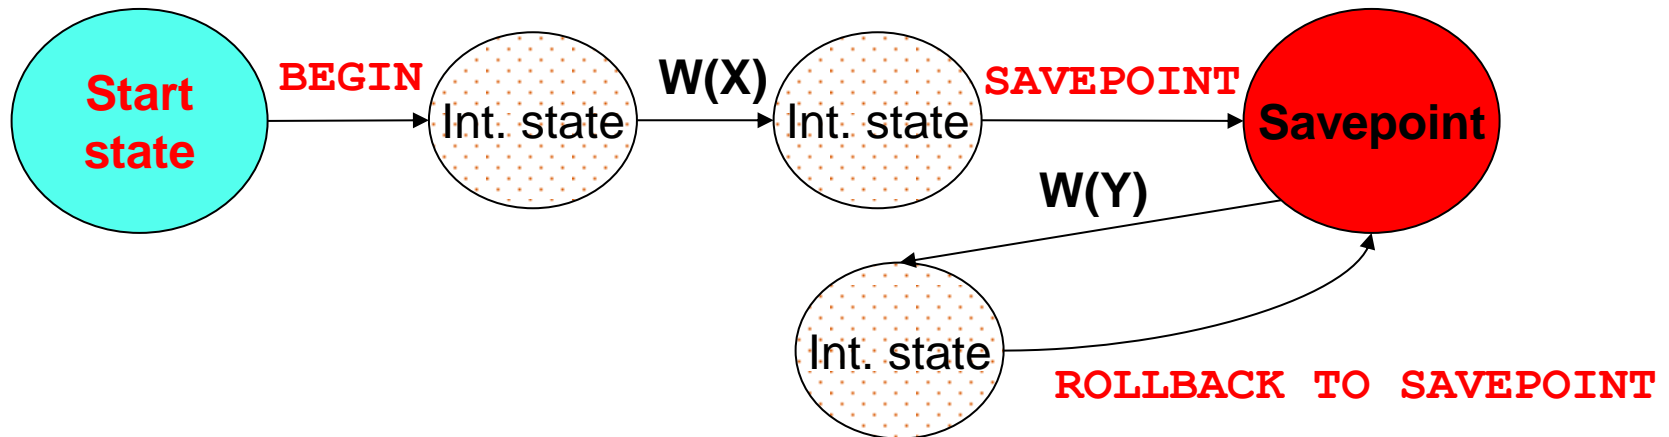 Start
state
BEGIN
Int. state
W(X)
Int. state
SAVEPOINT
Savepoint
W(Y)
Int. state
ROLLBACK TO SAVEPOINT